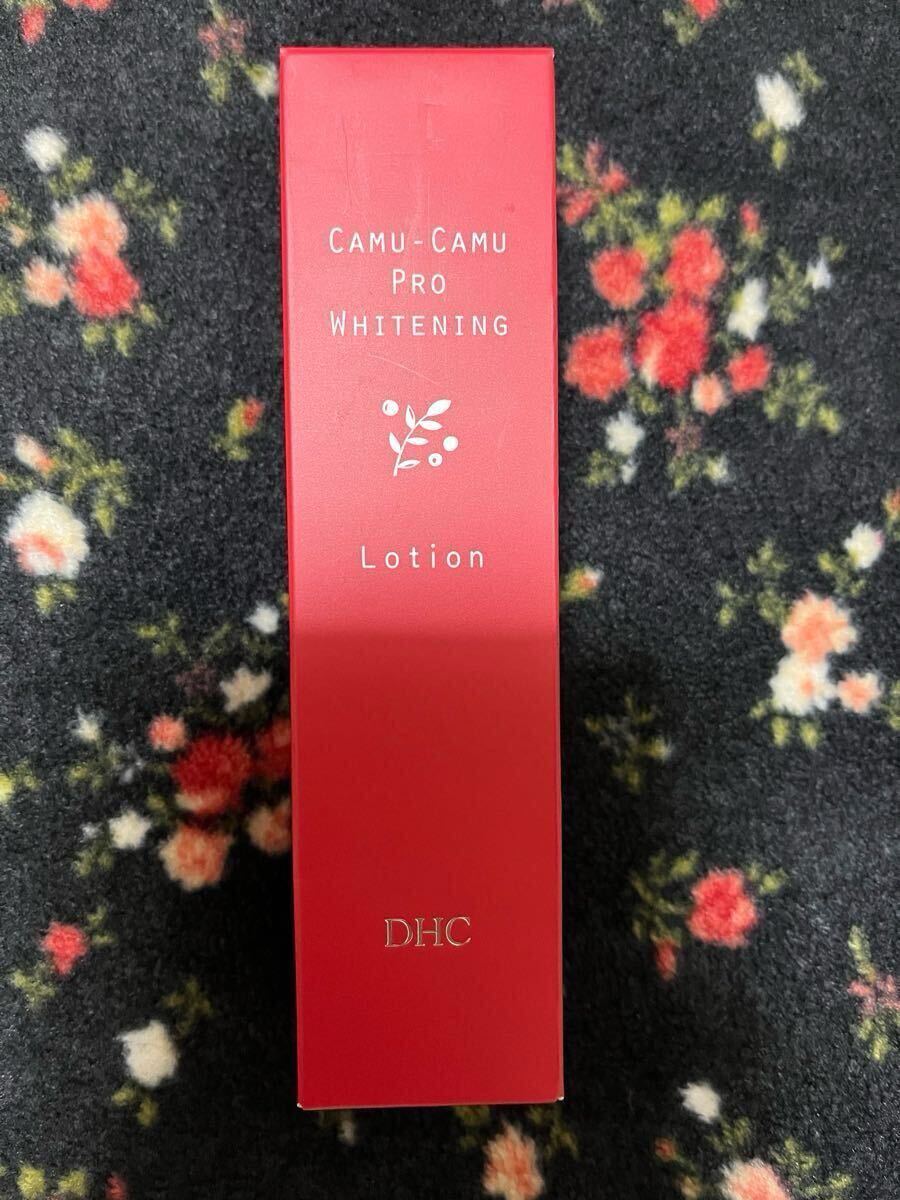 CAMU-CAMU
PRO
WHITENING
Lotion
DHC